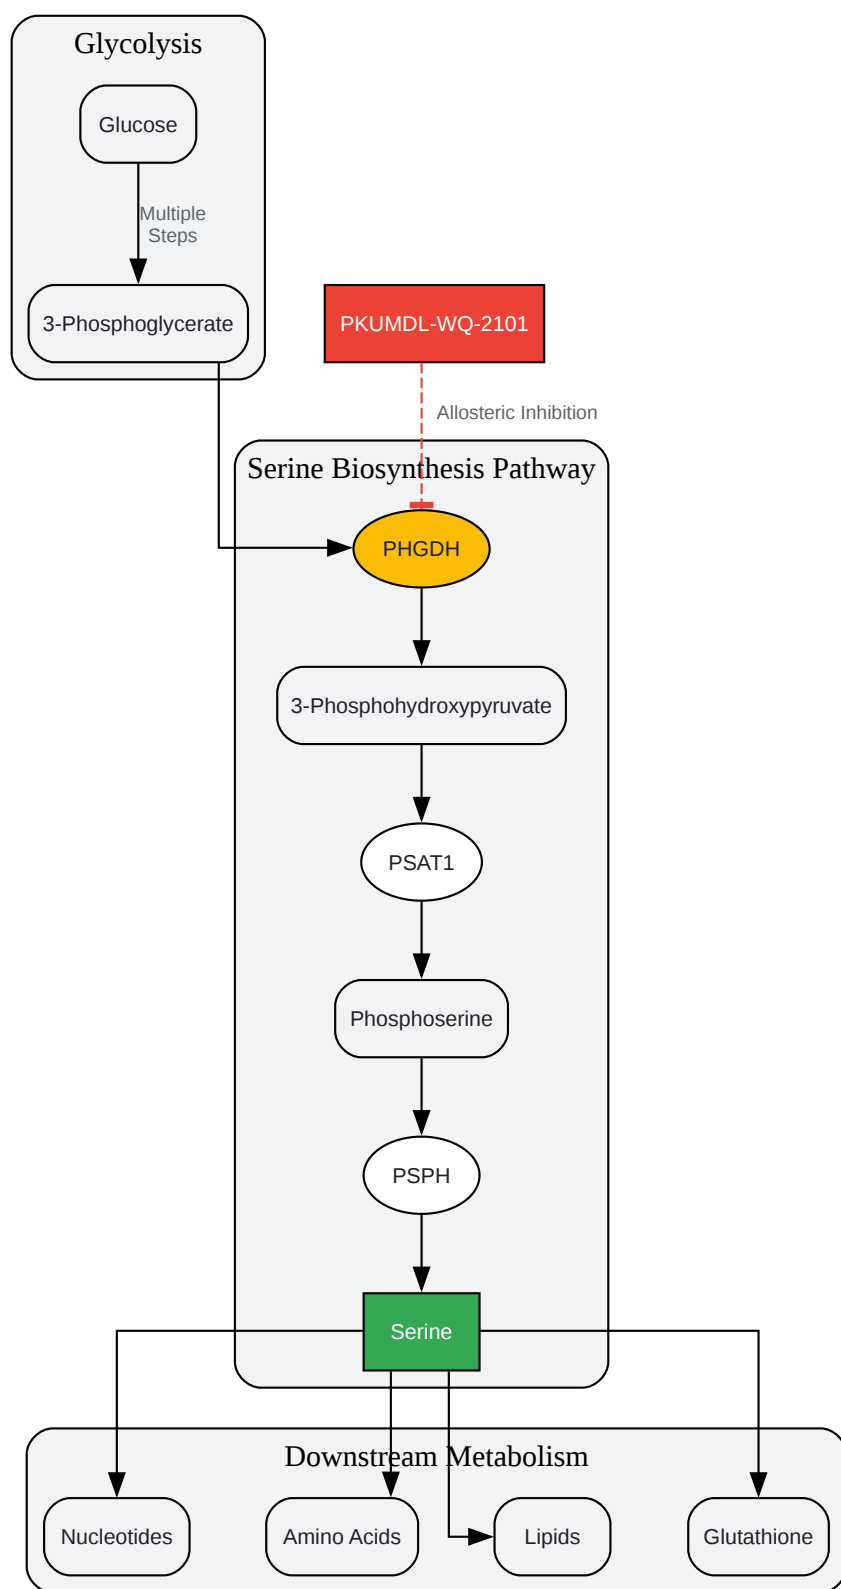 Glycolysis
Glucose
Multiple
Steps
3-Phosphoglycerate
PKUMDL-WQ-2101
Allosteric Inhibition
Serine Biosynthesis Pathway
PHGDH
3-Phosphohydroxypyruvate
PSAT1
Phosphoserine
PSPH
Serine
Downstream Metabolism
Nucleotides
Amino Acids
Lipids
Glutathione